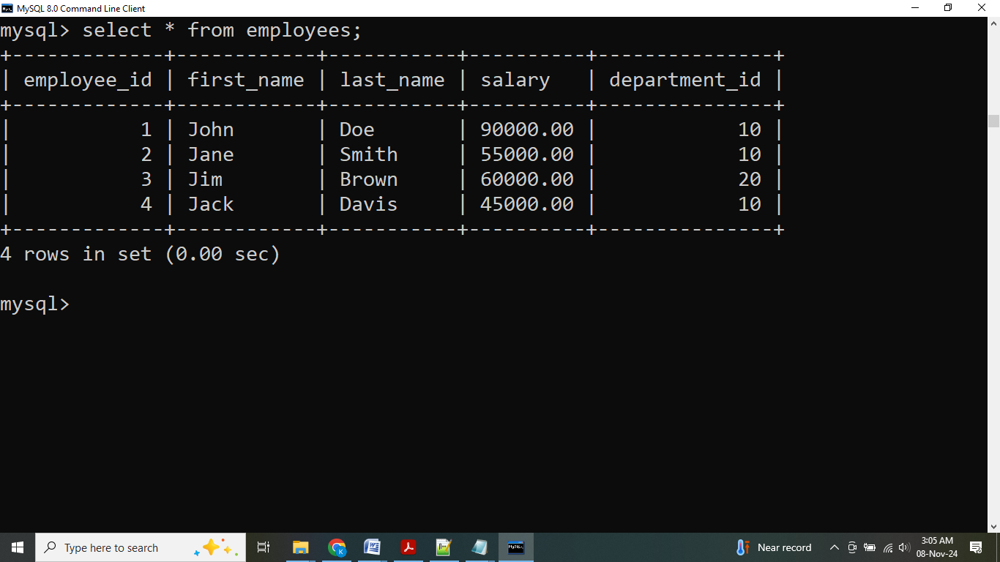 MySQL 8.0 Command Line Client
mysql> select * from employees;
+-------------+------------+-----------+----------+---------------+
| employee_id | first_name | last_name | salary   | department_id |
+-------------+------------+-----------+----------+---------------+
|           1 | John       | Doe       | 90000.00 |            10 |
|           2 | Jane       | Smith     | 55000.00 |            10 |
|           3 | Jim        | Brown     | 60000.00 |            20 |
|           4 | Jack       | Davis     | 45000.00 |            10 |
+-------------+------------+-----------+----------+---------------+
4 rows in set (0.00 sec)
mysql>
Type here to search
Near record
3:05 AM
08-Nov-24